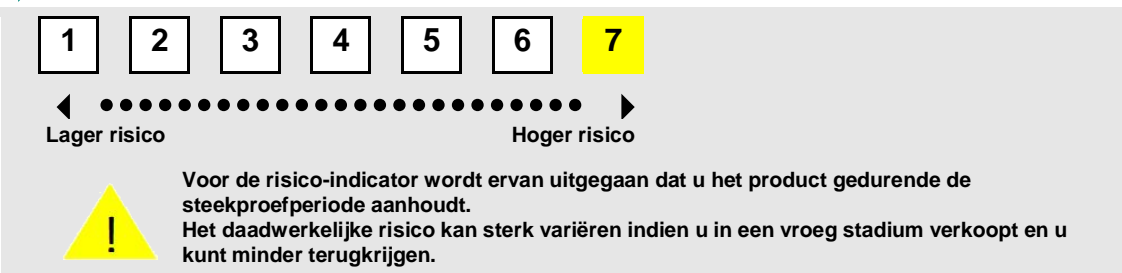 1 2 3 4 5 6 7
Lager risico Hoger risico
!
Voor de risico-indicator wordt ervan uitgegaan dat u het product gedurende de
steekproefperiode aanhoudt.
Het daadwerkelijke risico kan sterk variëren indien u in een vroeg stadium verkoopt en u
kunt minder terugkrijgen.